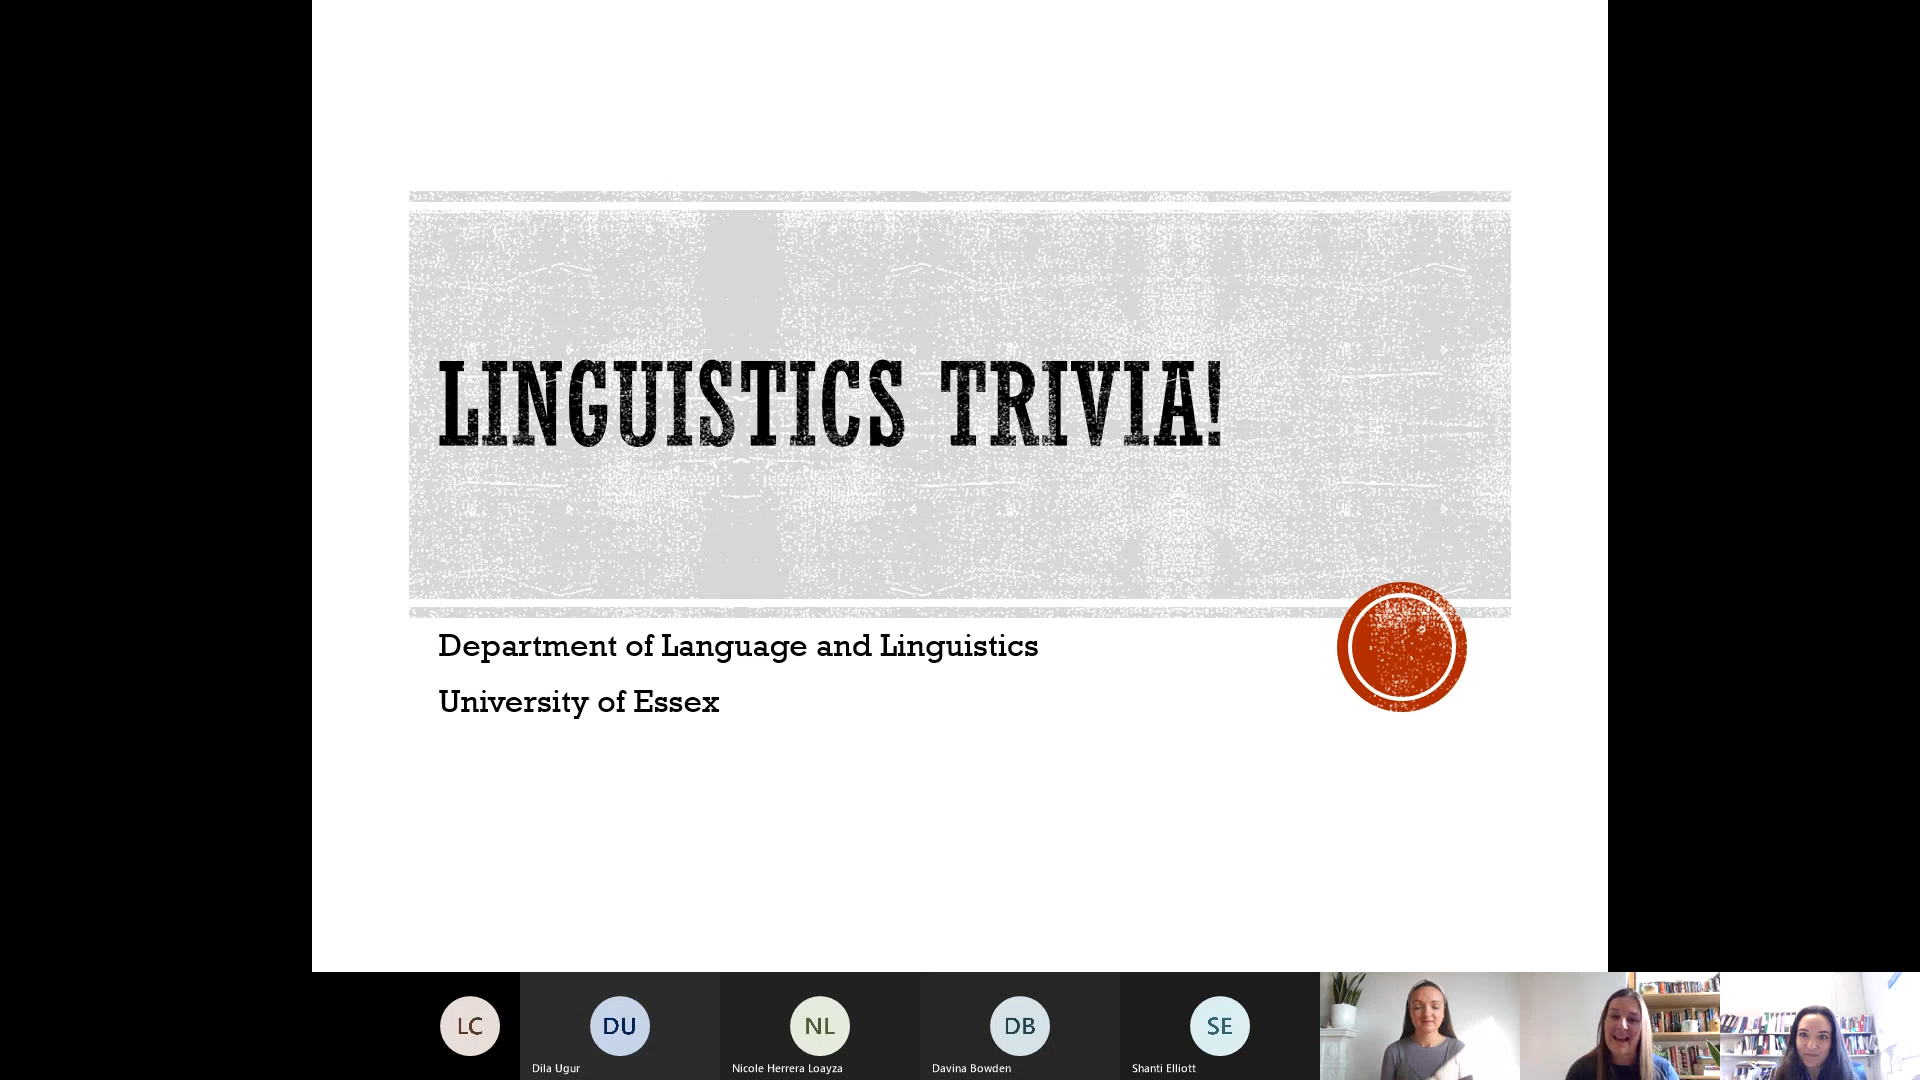 LINGUISTICS TRIVIA!
Department of Language and Linguistics
University of Essex
LC
DU
NL
DB
SE
Dila Ugur
Nicole Herrera Loayza
Davina Bowden
Shanti Elliott